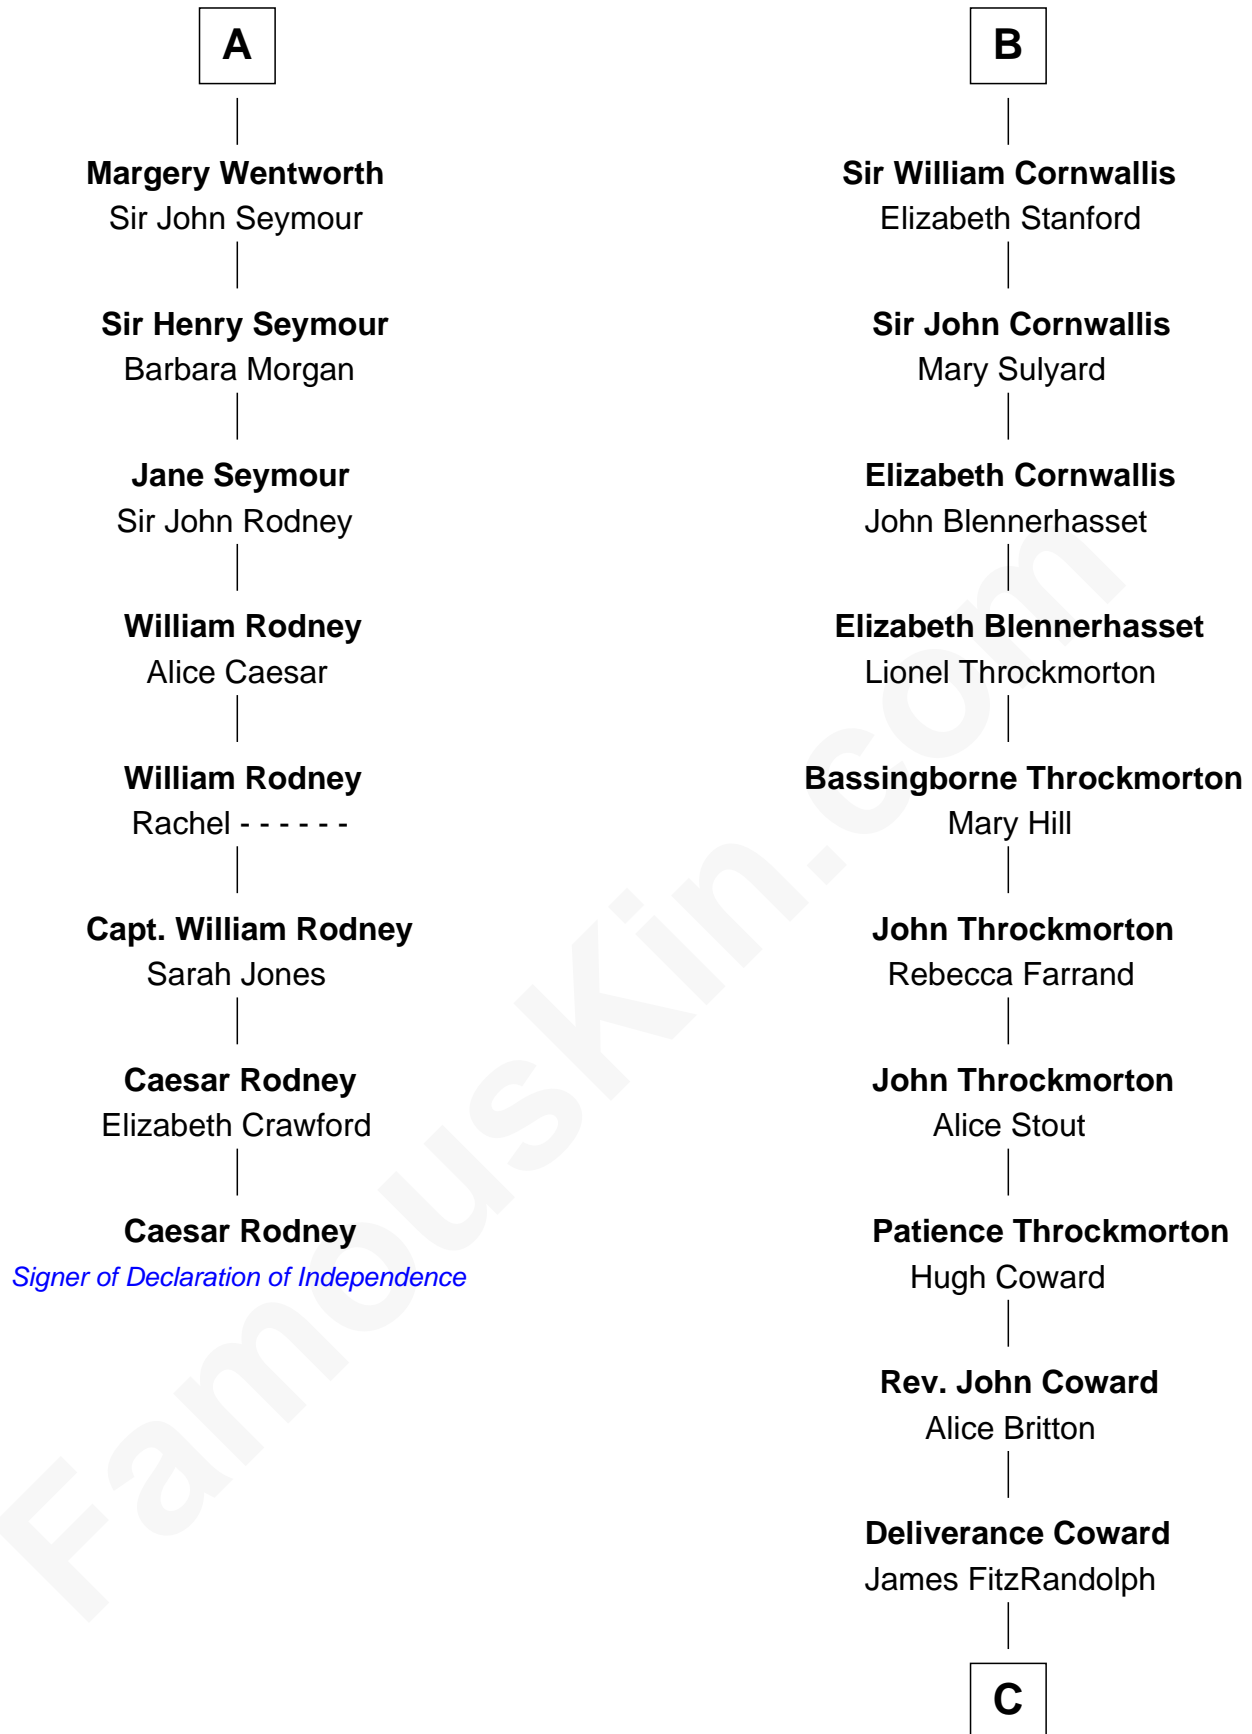 A
Margery Wentworth
Sir John Seymour
Sir Henry Seymour
Barbara Morgan
Jane Seymour
Sir John Rodney
William Rodney
Alice Caesar
William Rodney
Rachel - - - - - -
Capt. William Rodney
Sarah Jones
Caesar Rodney
Elizabeth Crawford
Caesar Rodney
Signer of Declaration of Independence
B
Sir William Cornwallis
Elizabeth Stanford
Sir John Cornwallis
Mary Sulyard
Elizabeth Cornwallis
John Blennerhasset
Elizabeth Blennerhasset
Lionel Throckmorton
Bassingborne Throckmorton
Mary Hill
John Throckmorton
Rebecca Farrand
John Throckmorton
Alice Stout
Patience Throckmorton
Hugh Coward
Rev. John Coward
Alice Britton
Deliverance Coward
James FitzRandolph
C
FamousKin.com